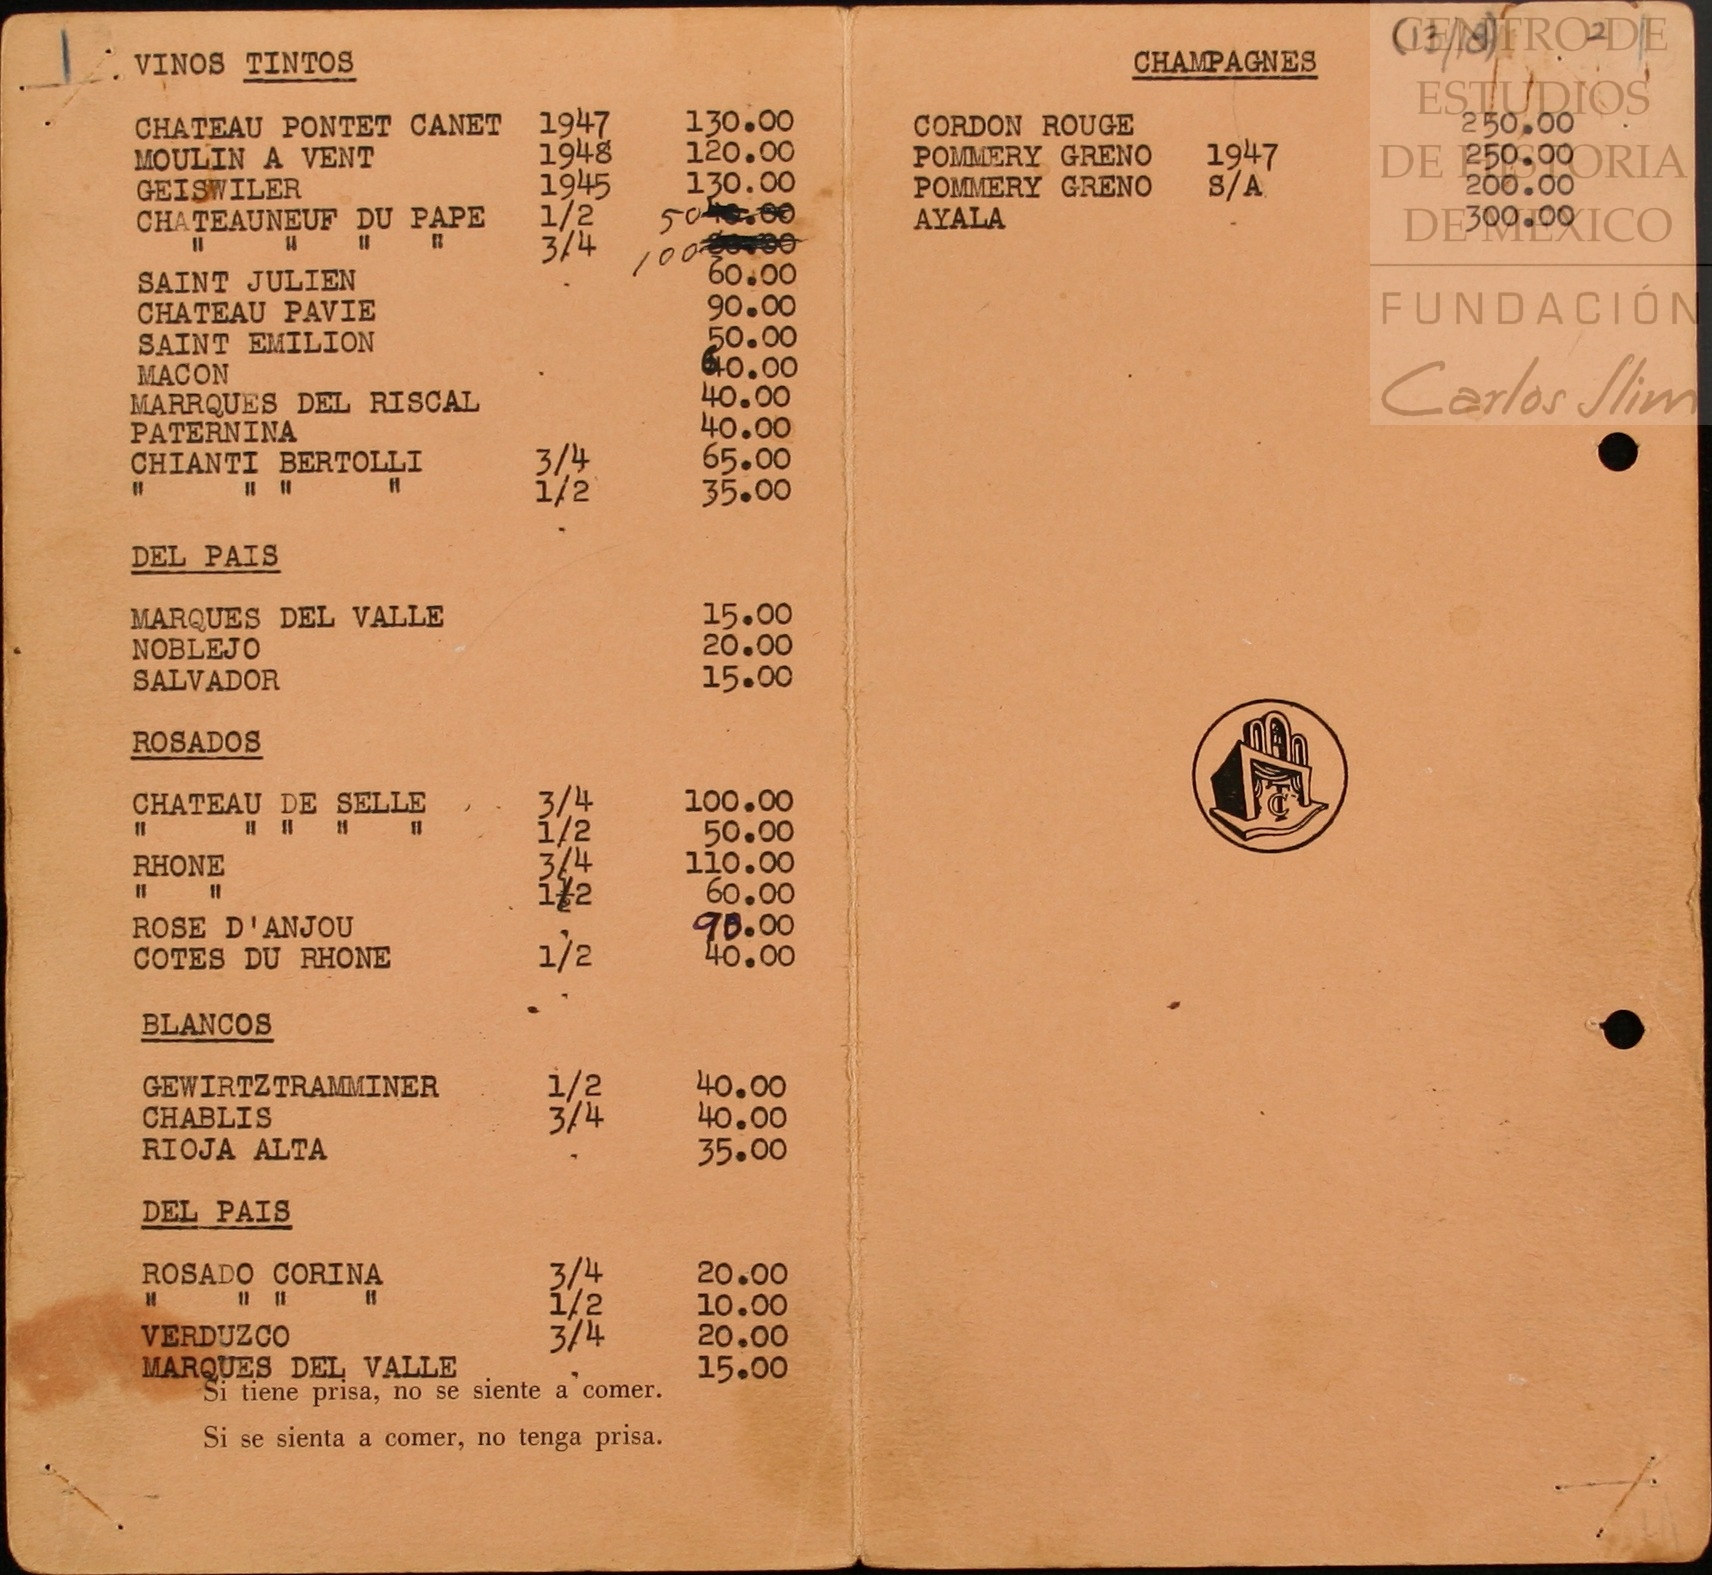 VINOS TINTOS
CHATEAU PONTET CANET 1947 130.00
MOULIN A VENT 1948 120.00
GEISWILER 1945 130.00
CHATEAUNEUF DU PAPE 1/2 50
" " " " 3/4 100
SAINT JULIEN 60.00
CHATEAU PAVIE 90.00
SAINT EMILION 50.00
MACON 60.00
MARRQUES DEL RISCAL 40.00
PATERNINA 40.00
CHIANTI BERTOLLI 3/4 65.00
" " " " 1/2 35.00
DEL PAIS
MARQUES DEL VALLE 15.00
NOBLEJO 20.00
SALVADOR 15.00
ROSADOS
CHATEAU DE SELLE 3/4 100.00
" " " " " 1/2 50.00
RHONE 3/4 110.00
" " 1/2 60.00
ROSE D'ANJOU 90.00
COTES DU RHONE 1/2 40.00
BLANCOS
GEWIRTZTRAMMINER 1/2 40.00
CHABLIS 3/4 40.00
RIOJA ALTA 35.00
DEL PAIS
ROSADO CORINA 3/4 20.00
" " " " 1/2 10.00
VERDUZCO 3/4 20.00
MARQUES DEL VALLE 15.00
Si tiene prisa, no se siente a comer.
Si se sienta a comer, no tenga prisa.
CHAMPAGNES
CORDON ROUGE 250.00
POMMERY GRENO 1947 250.00
POMMERY GRENO S/A 200.00
AYALA 300.00
2
CENTRO DE
ESTUDIOS
DE HISTORIA
DE MÉXICO
FUNDACIÓN
Carlos Slim
TC